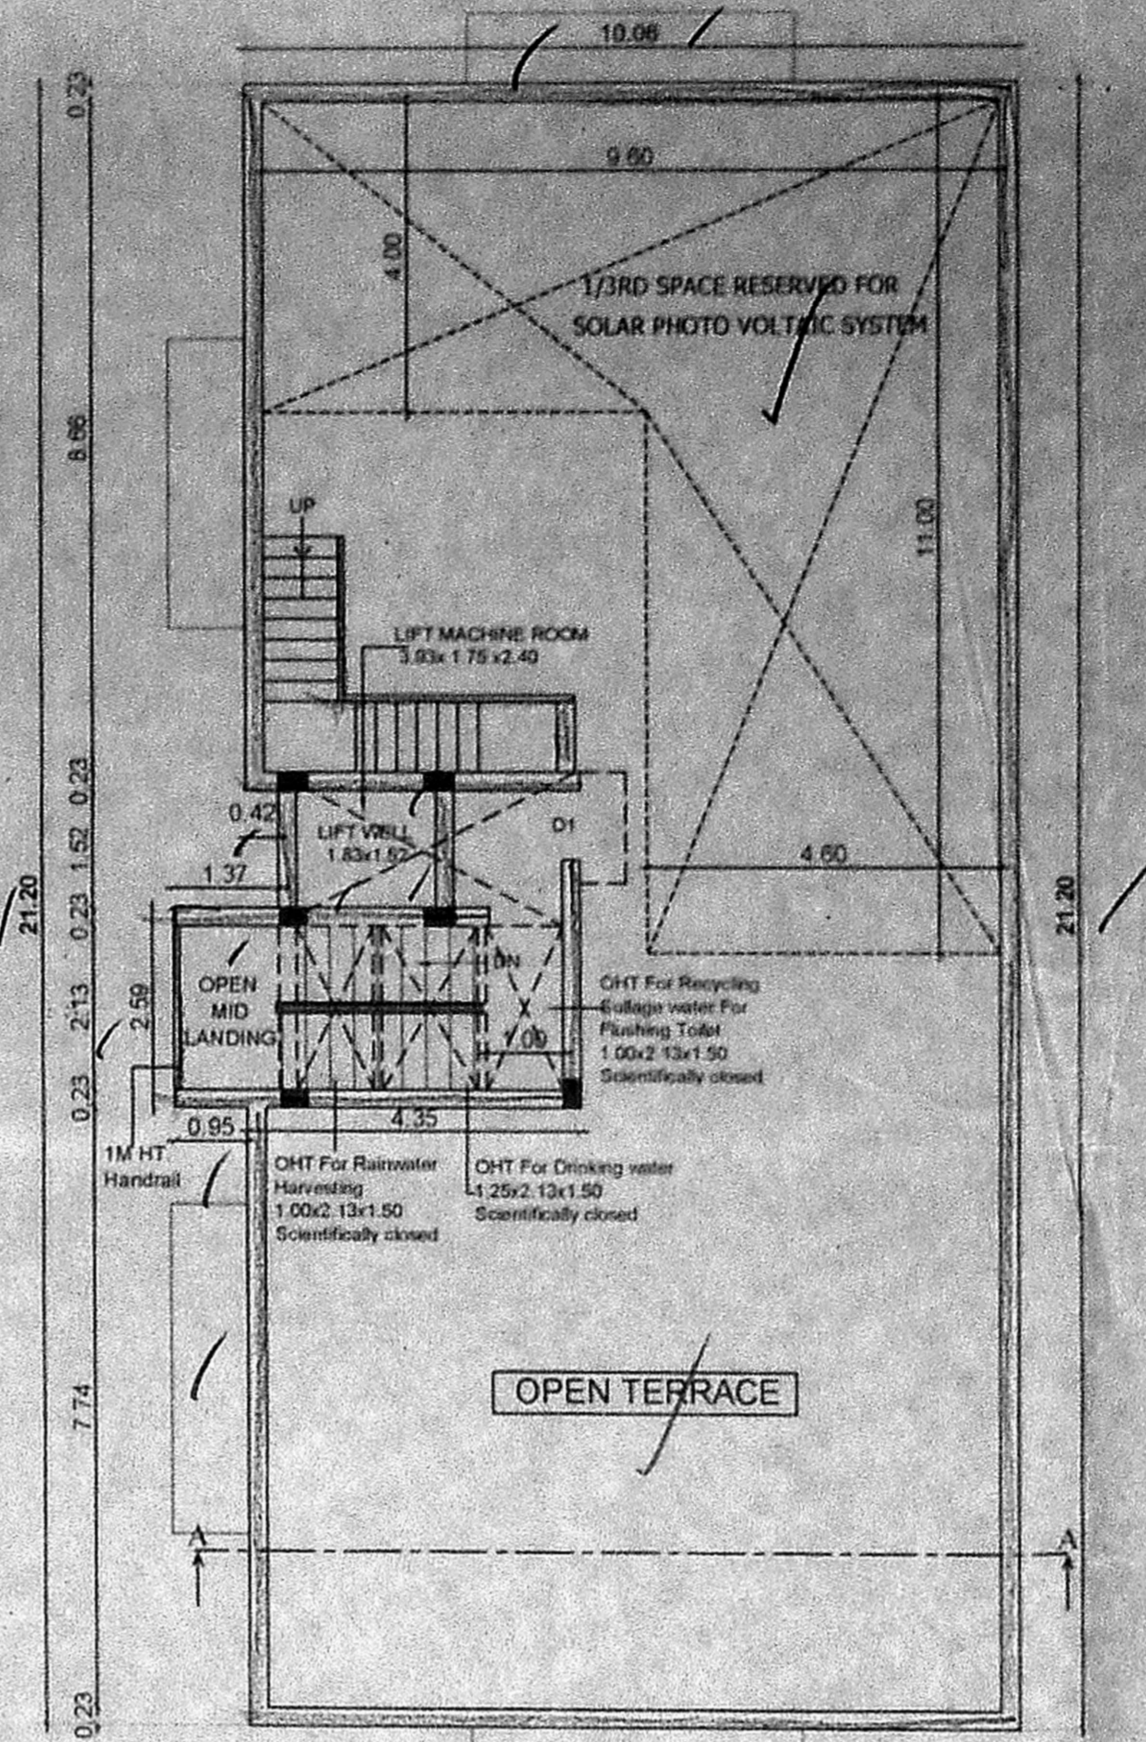 10.06
0.23
9.60
4.00
1/3RD SPACE RESERVED FOR
SOLAR PHOTO VOLTAIC SYSTEM
8.66
UP
11.00
LIFT MACHINE ROOM
3.93x 1.75 x2.40
0.23
0.42
LIFT WELL
1.83x1.52
D1
1.52
4.60
1.37
21.20
21.20
0.23
DN
OPEN
MID
LANDING
2.59
2.13
OHT For Recycling
Sullage water For
Flushing Toilet
1.00x2.13x1.50
Scientifically closed
1.00
0.23
4.35
0.95
1M HT.
Handrail
OHT For Rainwater
Harvesting
1.00x2.13x1.50
Scientifically closed
OHT For Drinking water
1.25x2.13x1.50
Scientifically closed
OPEN TERRACE
7.74
A
A
0.23